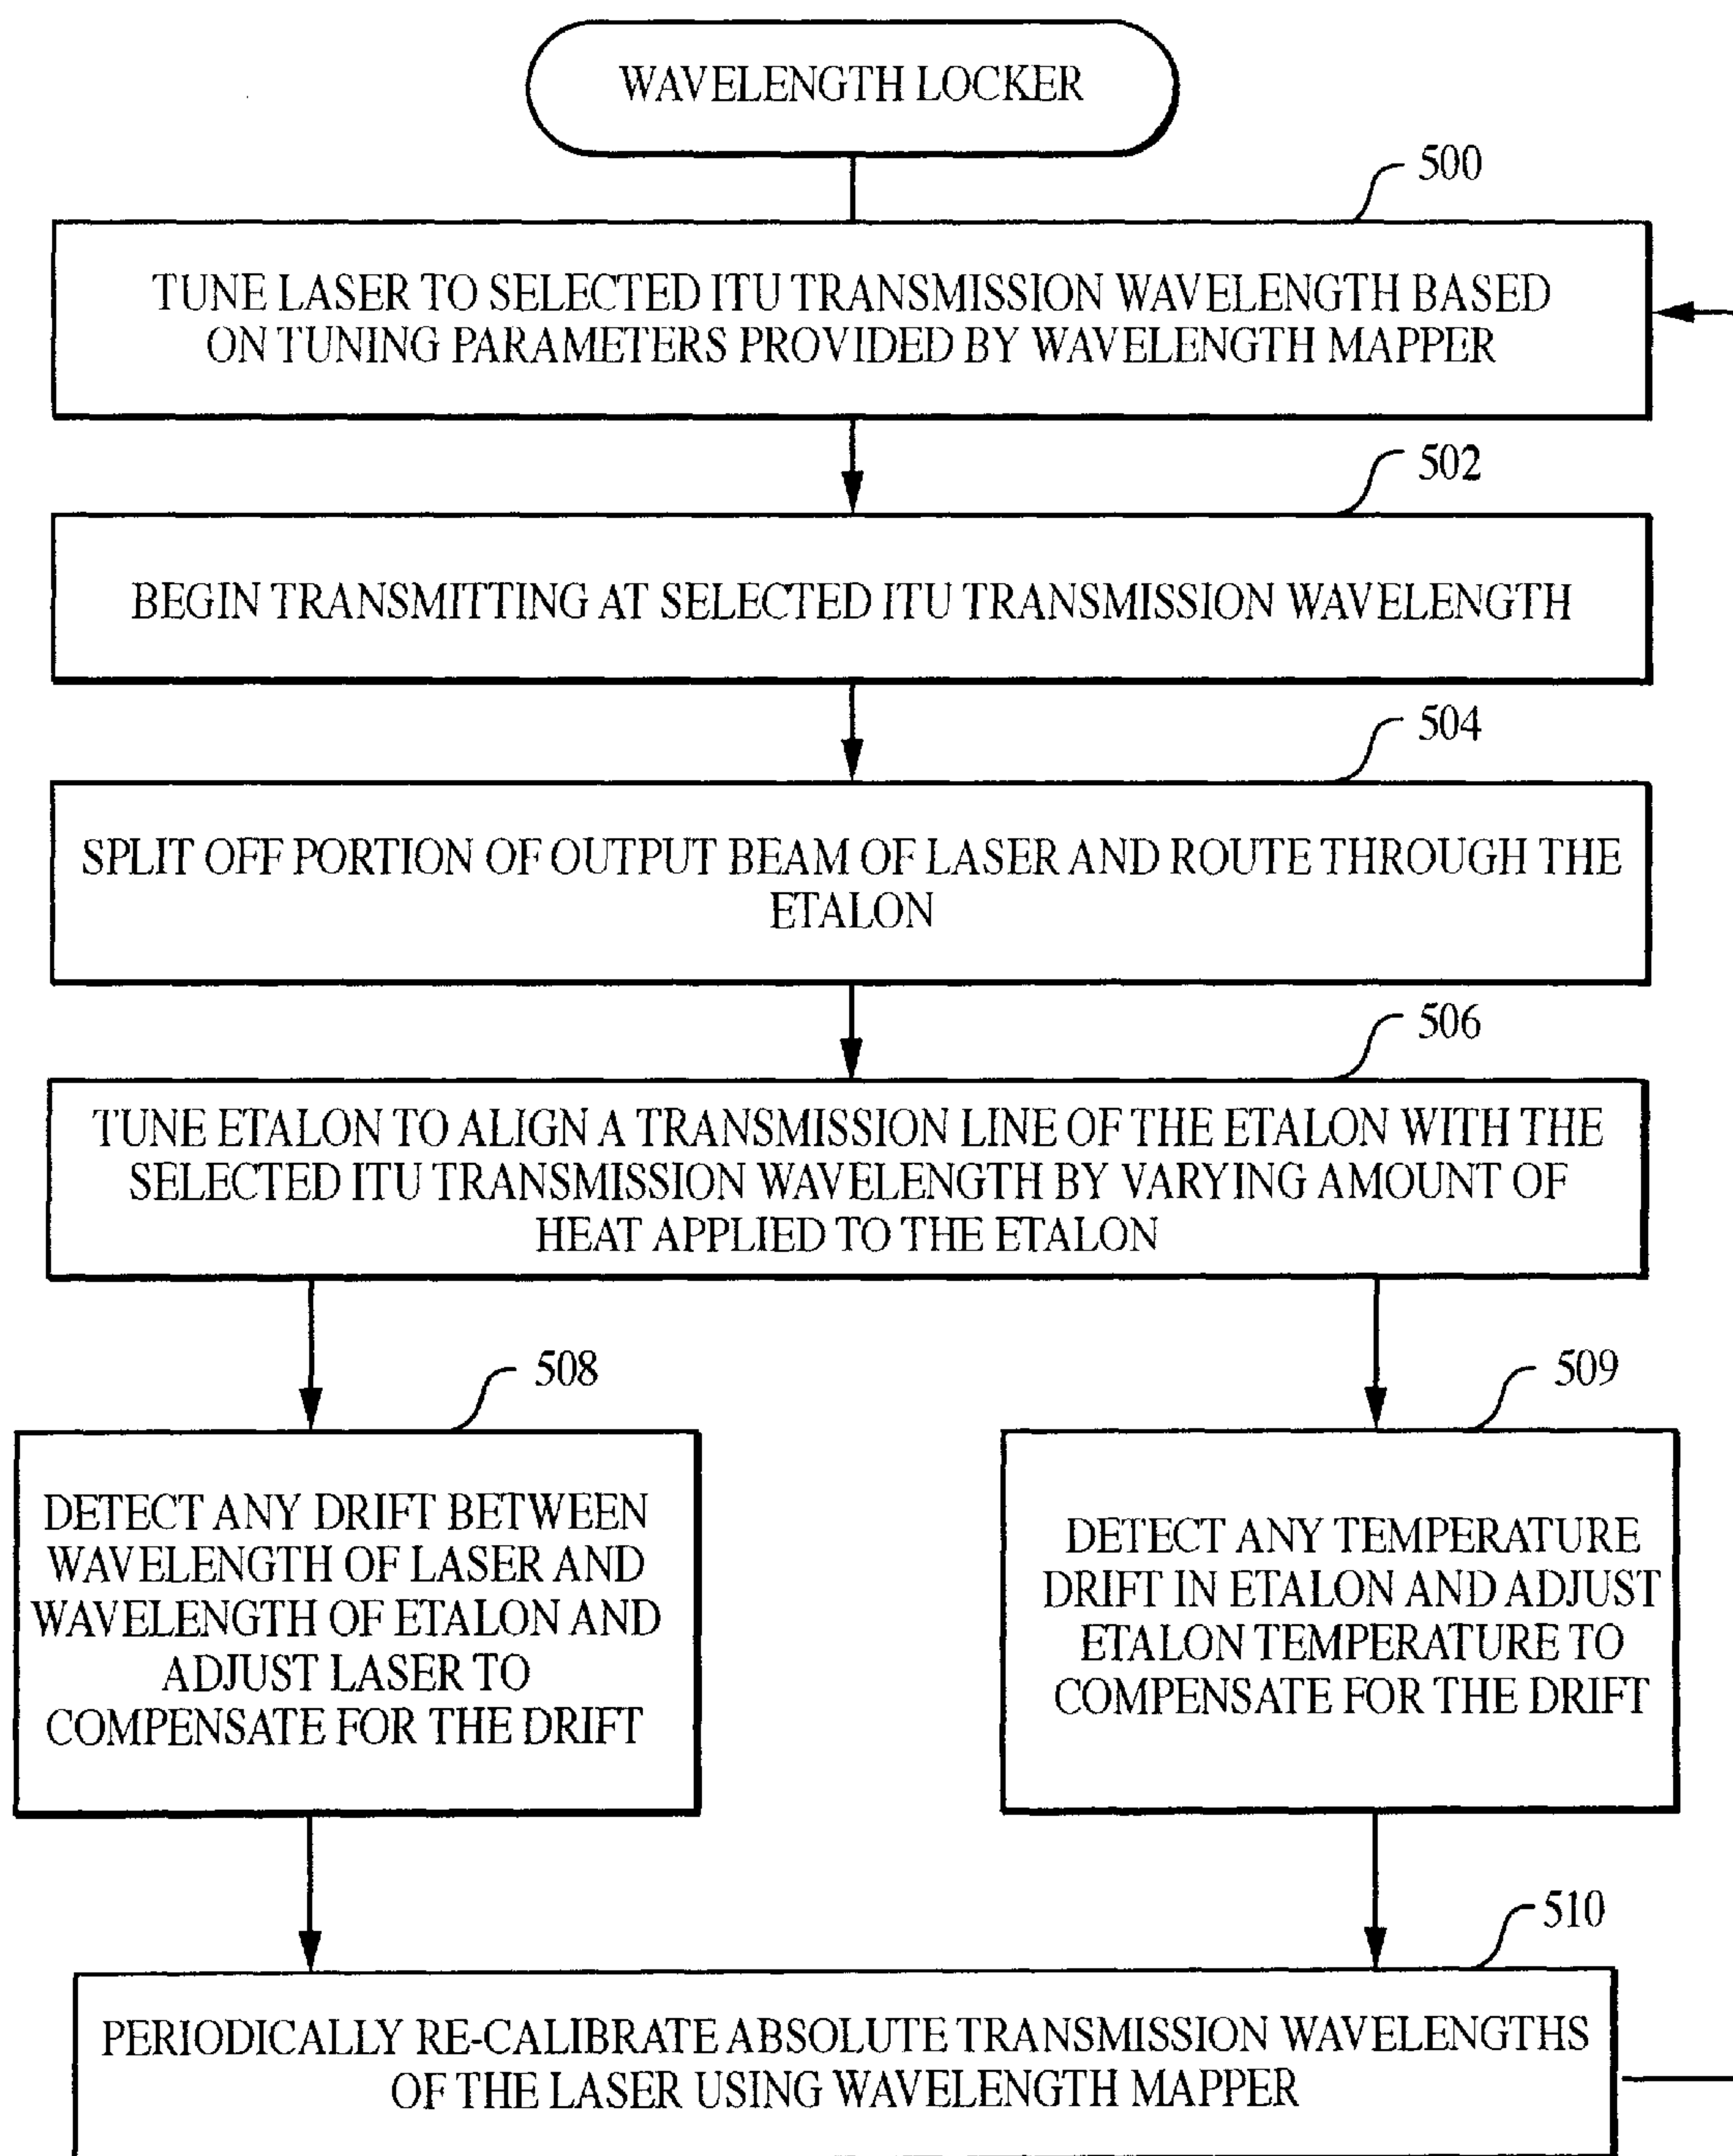 WAVELENGTH LOCKER
500
TUNE LASER TO SELECTED ITU TRANSMISSION WAVELENGTH BASED
ON TUNING PARAMETERS PROVIDED BY WAVELENGTH MAPPER
502
BEGIN TRANSMITTING AT SELECTED ITU TRANSMISSION WAVELENGTH
504
SPLIT OFF PORTION OF OUTPUT BEAM OF LASER AND ROUTE THROUGH THE
ETALON
506
TUNE ETALON TO ALIGN A TRANSMISSION LINE OF THE ETALON WITH THE
SELECTED ITU TRANSMISSION WAVELENGTH BY VARYING AMOUNT OF
HEAT APPLIED TO THE ETALON
508
DETECT ANY DRIFT BETWEEN
WAVELENGTH OF LASER AND
WAVELENGTH OF ETALON AND
ADJUST LASER TO
COMPENSATE FOR THE DRIFT
509
DETECT ANY TEMPERATURE
DRIFT IN ETALON AND ADJUST
ETALON TEMPERATURE TO
COMPENSATE FOR THE DRIFT
510
PERIODICALLY RE-CALIBRATE ABSOLUTE TRANSMISSION WAVELENGTHS
OF THE LASER USING WAVELENGTH MAPPER